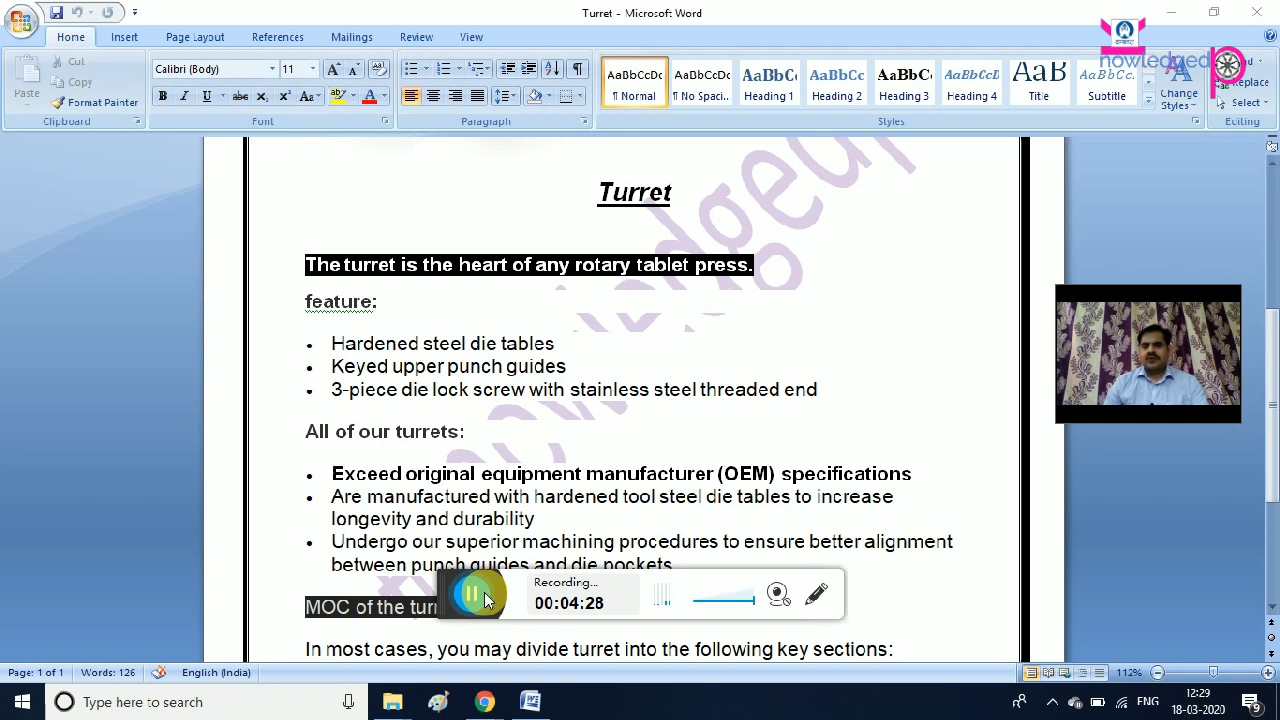 Turret - Microsoft Word
Home Insert Page Layout References Mailings Review View
Paste
Cut
Copy
Format Painter
Clipboard
Calibri (Body) 11
Font
Paragraph
AaBbCcDc AaBbCcDc AaBbC AaBbCc AaBbCc AaBbCcD AaB AaBbCc.
¶ Normal ¶ No Spaci... Heading 1 Heading 2 Heading 3 Heading 4 Title Subtitle
Change Styles
Styles
Replace
Select
Editing
nowledge
Turret
The turret is the heart of any rotary tablet press.
feature:
• Hardened steel die tables
• Keyed upper punch guides
• 3-piece die lock screw with stainless steel threaded end
All of our turrets:
• Exceed original equipment manufacturer (OEM) specifications
• Are manufactured with hardened tool steel die tables to increase
longevity and durability
• Undergo our superior machining procedures to ensure better alignment
between punch guides and die pockets
Recording...
00:04:28
MOC of the turr
In most cases, you may divide turret into the following key sections:
Page: 1 of 1 Words: 126 English (India) 112%
Type here to search
ENG
12:29
18-03-2020
9